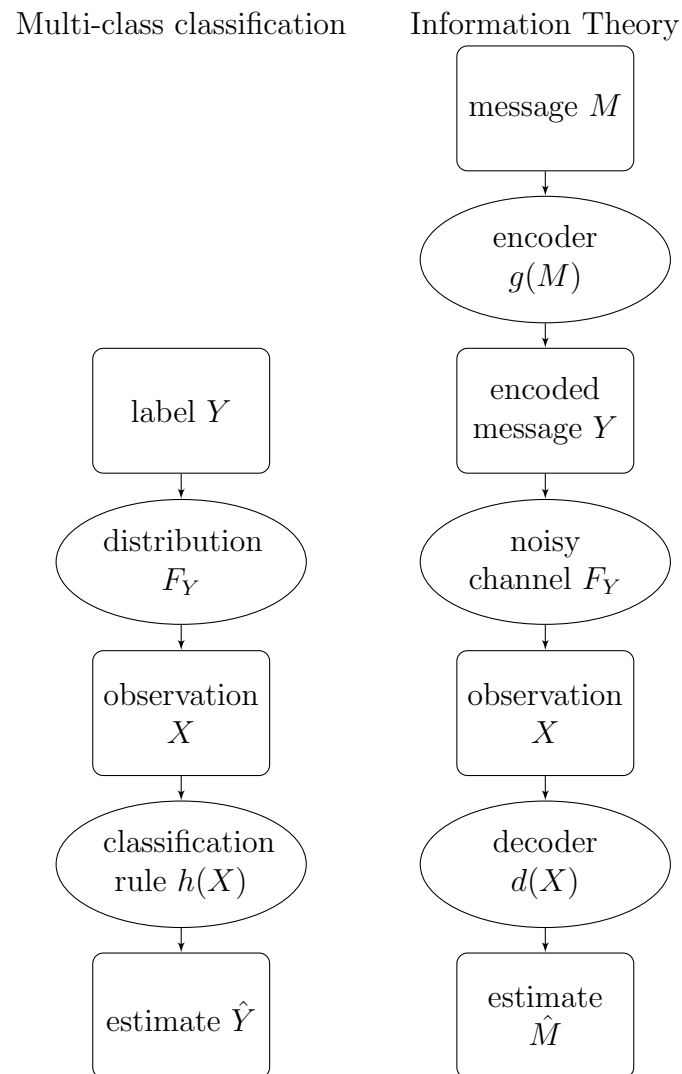 Multi-class classification
Information Theory
message M
encoder
g(M)
label Y
encoded
message Y
distribution
F_Y
noisy
channel F_Y
observation
X
observation
X
classification
rule h(X)
decoder
d(X)
estimate Ŷ
estimate
M̂